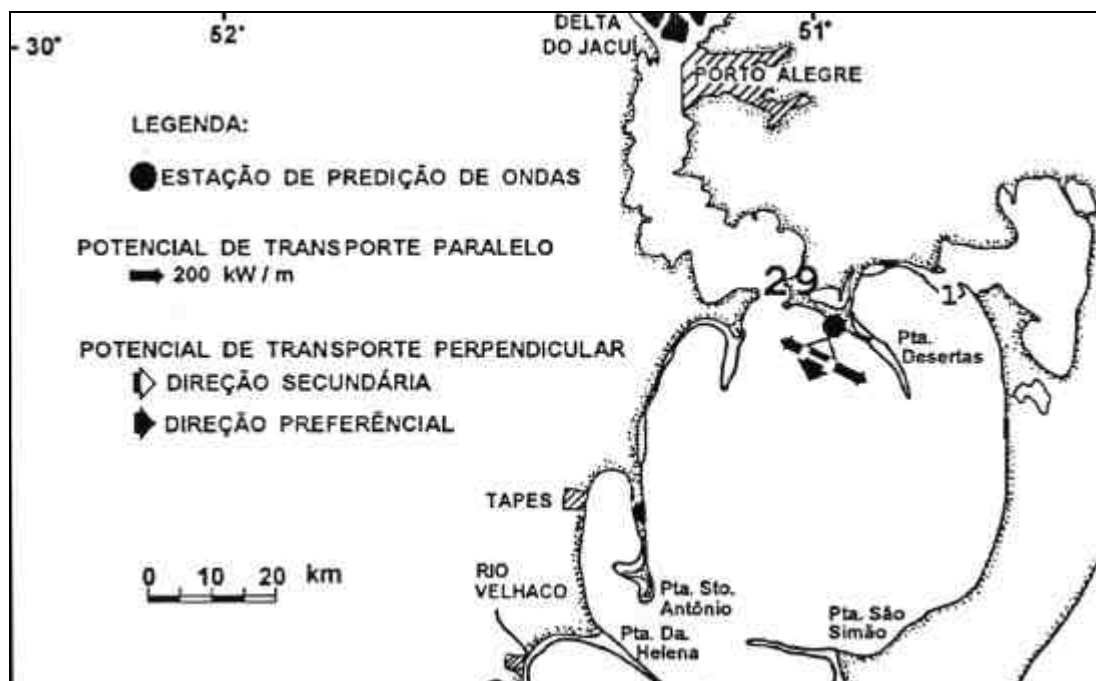 52°
51°
- 30°
DELTA
DO JACUÍ
PORTO ALEGRE
LEGENDA:
ESTAÇÃO DE PREDIÇÃO DE ONDAS
POTENCIAL DE TRANSPORTE PARALELO
200 kW / m
POTENCIAL DE TRANSPORTE PERPENDICULAR
DIREÇÃO SECUNDÁRIA
DIREÇÃO PREFERÊNCIAL
29
1
Pta.
Desertas
TAPES
0 10 20 km
RIO
VELHACO
Pta. Sto.
Antônio
Pta. Da.
Helena
Pta. São
Simão